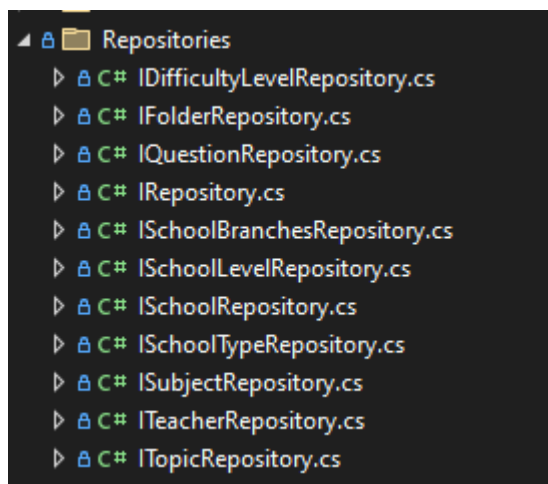 Repositories
C# IDifficultyLevelRepository.cs
C# IFolderRepository.cs
C# IQuestionRepository.cs
C# IRepository.cs
C# ISchoolBranchesRepository.cs
C# ISchoolLevelRepository.cs
C# ISchoolRepository.cs
C# ISchoolTypeRepository.cs
C# ISubjectRepository.cs
C# ITeacherRepository.cs
C# ITopicRepository.cs